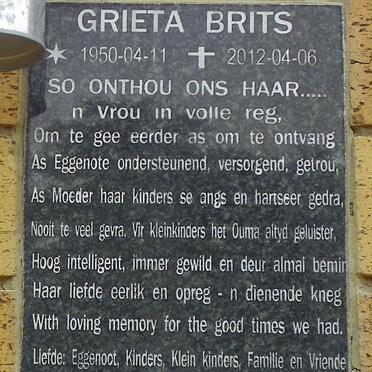 GRIETA BRITS
1950-04-11 2012-04-06
SO ONTHOU ONS HAAR.....
n Vrou in volle reg,
Om te gee eerder as om te ontvang
As Eggenote ondersteunend, versorgend, getrou,
As Moeder haar kinders se angs en hartseer gedra,
Nooit te veel gevra. Vir kleinkinders het Ouma altyd geluister,
Hoog intelligent, immer gewild en deur almal bemin
Haar liefde eerlik en opreg - n dienende kneg
With loving memory for the good times we had.
Liefde: Eggenoot, Kinders, Klein kinders, Familie en Vriende